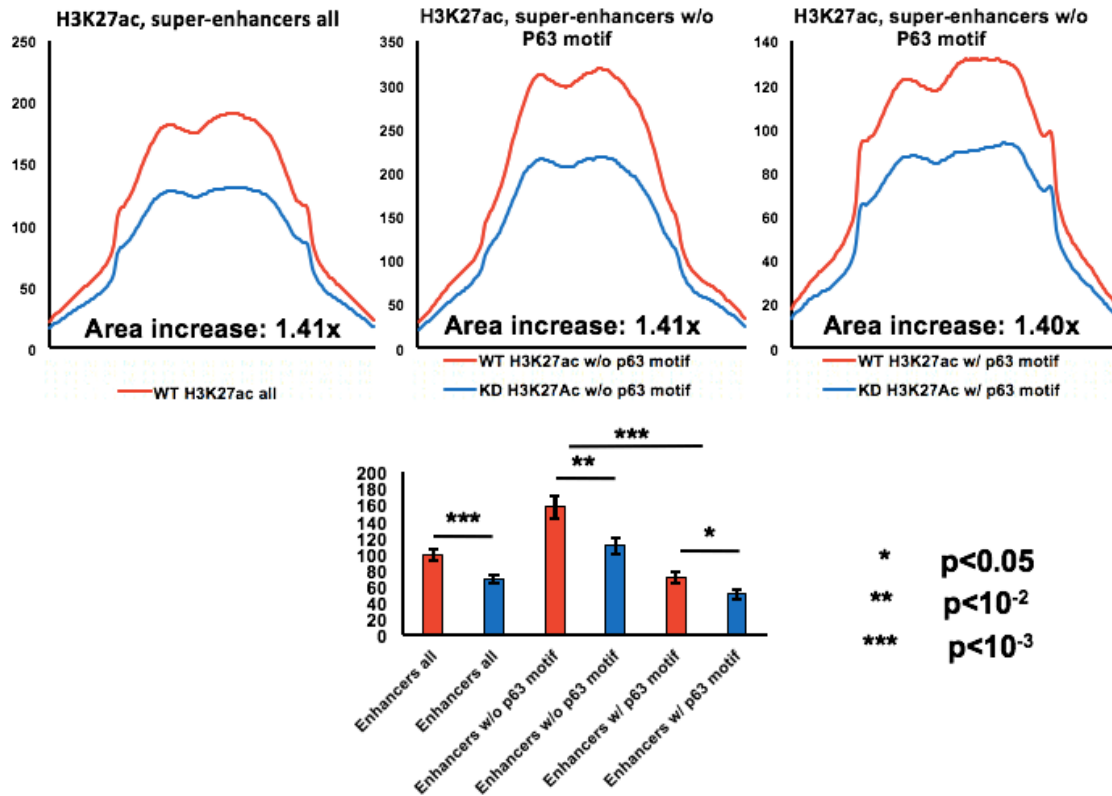 H3K27ac, super-enhancers all
250
200
150
100
50
0
Area increase: 1.41x
WT H3K27ac all
H3K27ac, super-enhancers w/o
P63 motif
350
300
250
200
150
100
50
0
Area increase: 1.41x
WT H3K27ac w/o p63 motif
KD H3K27Ac w/o p63 motif
H3K27ac, super-enhancers w/o
P63 motif
140
120
100
80
60
40
20
0
Area increase: 1.40x
WT H3K27ac w/ p63 motif
KD H3K27Ac w/ p63 motif
200
180
160
140
120
100
80
60
40
20
0
***
***
**
*
Enhancers all
Enhancers all
Enhancers w/o p63 motif
Enhancers w/o p63 motif
Enhancers w/ p63 motif
Enhancers w/ p63 motif
* p<0.05
** p<10⁻²
*** p<10⁻³